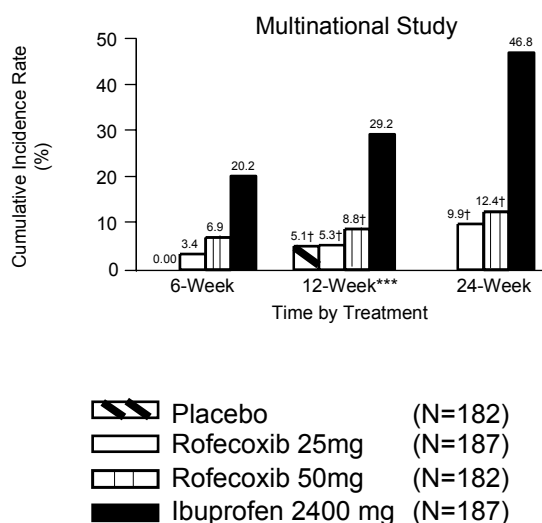 Multinational Study
Cumulative Incidence Rate
(%)
50
40
30
20
10
0
0.00
3.4
6.9
20.2
5.1†
5.3†
8.8†
29.2
9.9†
12.4†
46.8
6-Week
12-Week***
24-Week
Time by Treatment
Placebo (N=182)
Rofecoxib 25mg (N=187)
Rofecoxib 50mg (N=182)
Ibuprofen 2400 mg (N=187)